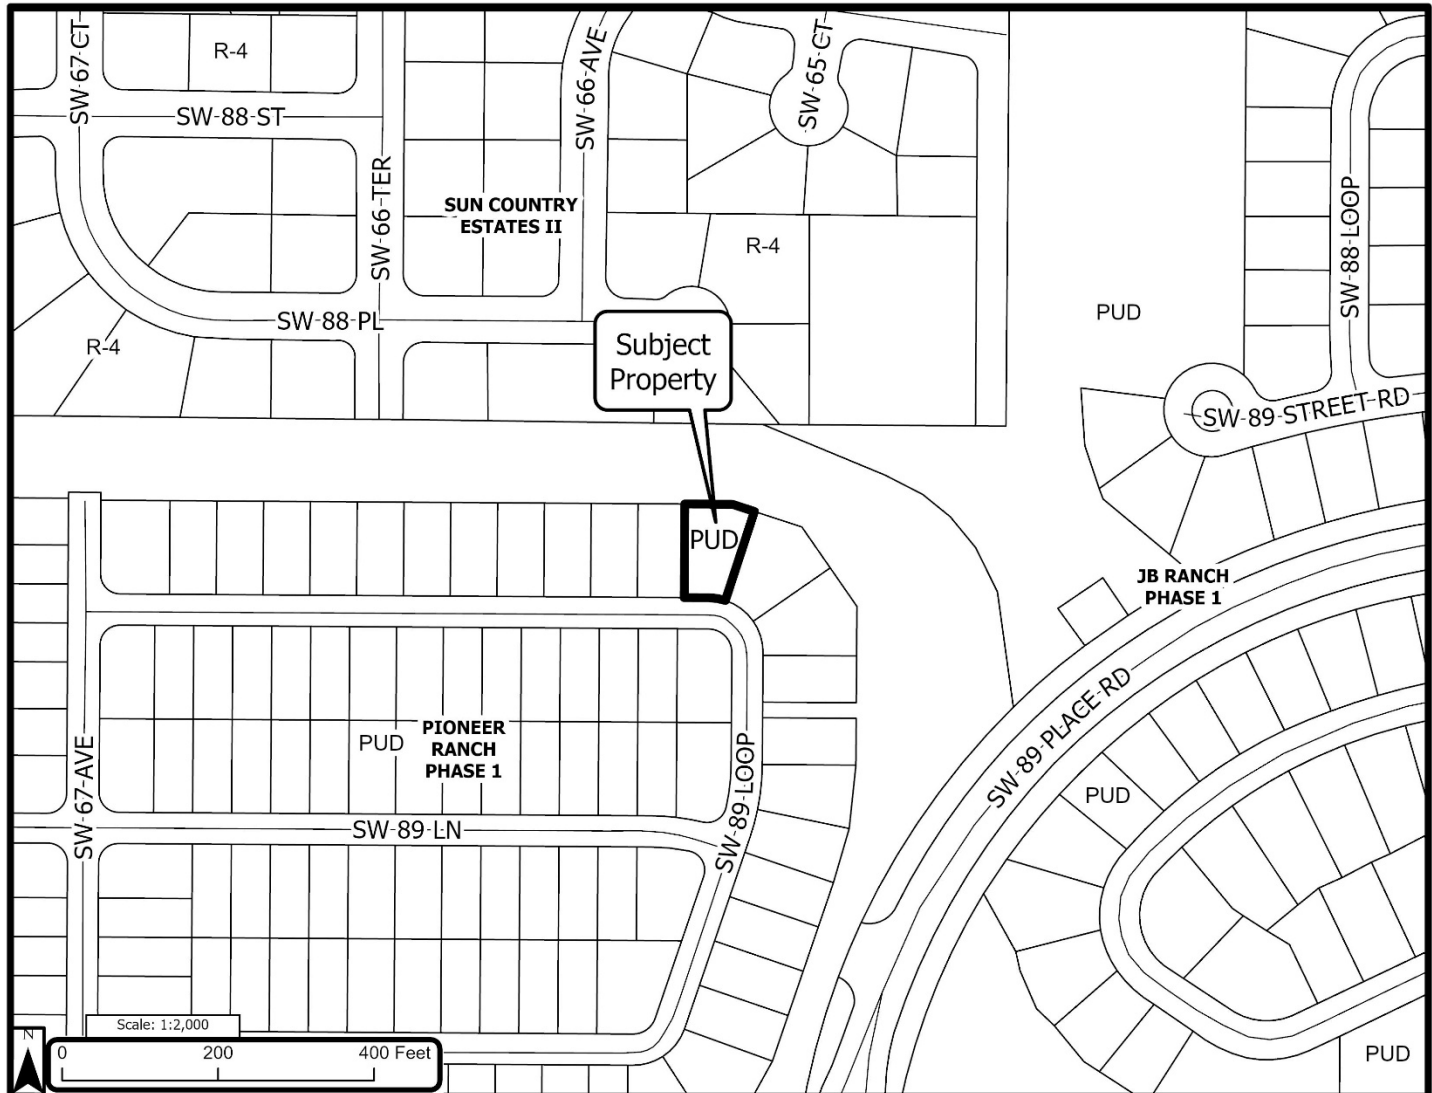 SW 67 CT
R-4
SW 88 ST
SW 66 TER
SW 66 AVE
SW 65 CT
SUN COUNTRY
ESTATES II
R-4
SW 88 LOOP
PUD
SW 88 PL
R-4
Subject
Property
SW 89 STREET RD
PUD
JB RANCH
PHASE 1
SW 89 PLACE RD
PUD
PIONEER
RANCH
PHASE 1
SW 67 AVE
SW 89 LOOP
PUD
SW 89 LN
Scale: 1:2,000
N
0 200 400 Feet
PUD